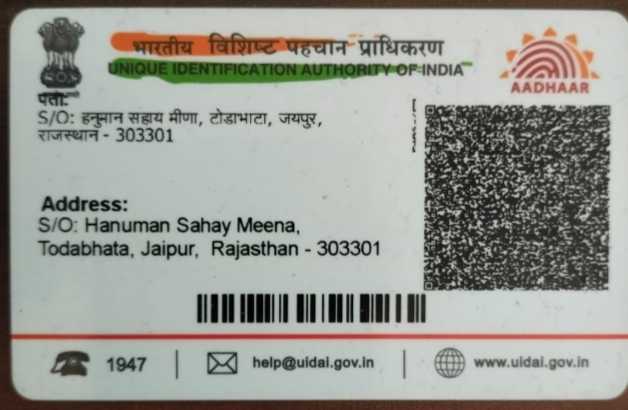 भारतीय विशिष्ट पहचान प्राधिकरण
UNIQUE IDENTIFICATION AUTHORITY OF INDIA
AADHAAR
पता:
S/O: हनुमान सहाय मीणा, टोडाभाटा, जयपुर,
राजस्थान - 303301
Address:
S/O: Hanuman Sahay Meena,
Todabhata, Jaipur, Rajasthan - 303301
1947
help@uidai.gov.in
www.uidai.gov.in